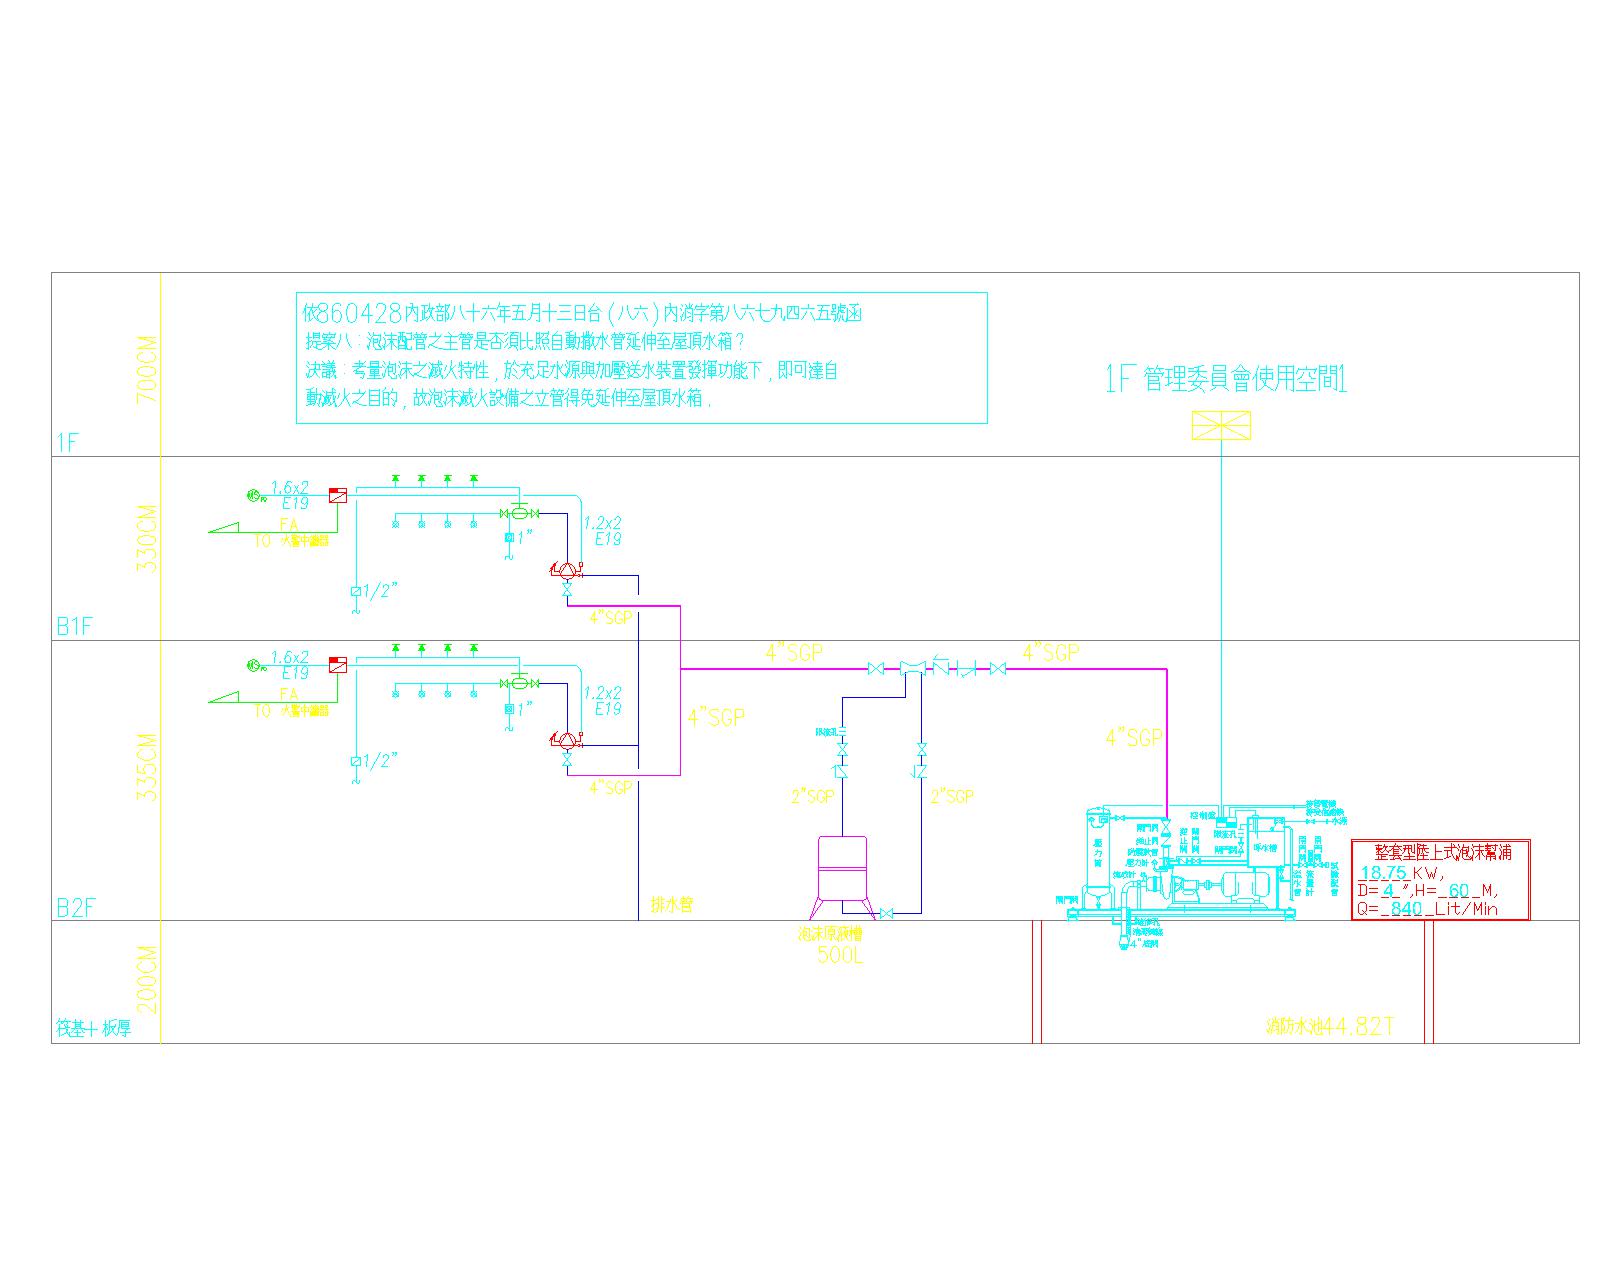 依860428內政部八十六年五月十三日台(八六)內消字第八六七九四六五號函
提案八：泡沫配管之主管是否須比照自動撒水管延伸至屋頂水箱？
決議：考量泡沫之滅火特性，於充足水源與加壓送水裝置發揮功能下，即可達自
動滅火之目的，故泡沫滅火設備之立管得免延伸至屋頂水箱．
700CM
1F 管理委員會使用空間1
1F
1.6x2
E19
FA
TO
330CM
1"
1.2x2
E19
1/2"
4"SGP
B1F
1.6x2
E19
FA
TO
4"SGP
4"SGP
1.2x2
E19
1"
4"SGP
4"SGP
335CM
1/2"
4"SGP
2"SGP
2"SGP
壓力筒
呼水槽
整套型陸上式泡沫幫浦
18.75 KW,
D= 4 ",H= 60 M,
Q= 840 Lit/Min
B2F
排水管
泡沫原液槽
500L
4"底閥
200CM
筏基+板厚
消防水池44.82T